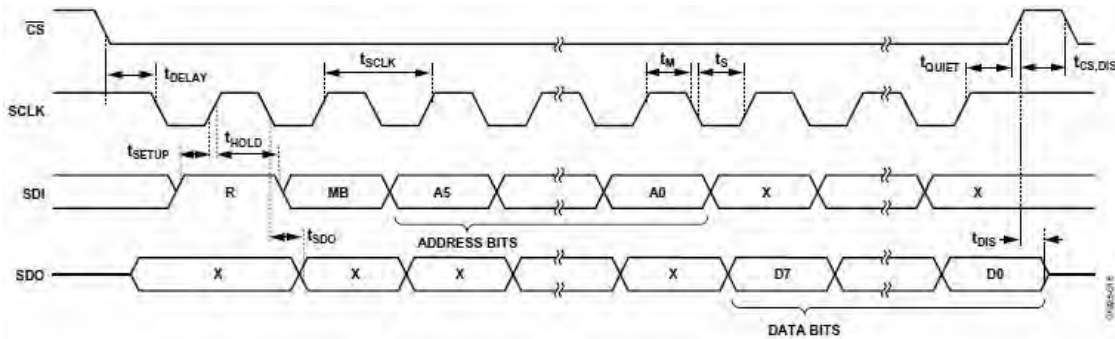 CS
tDELAY
tSCLK
tM
tS
tQUIET
tCS,DIS
SCLK
tSETUP
tHOLD
SDI
R
MB
A5
A0
X
X
tSDO
ADDRESS BITS
tDIS
SDO
X
X
X
X
D7
D0
DATA BITS